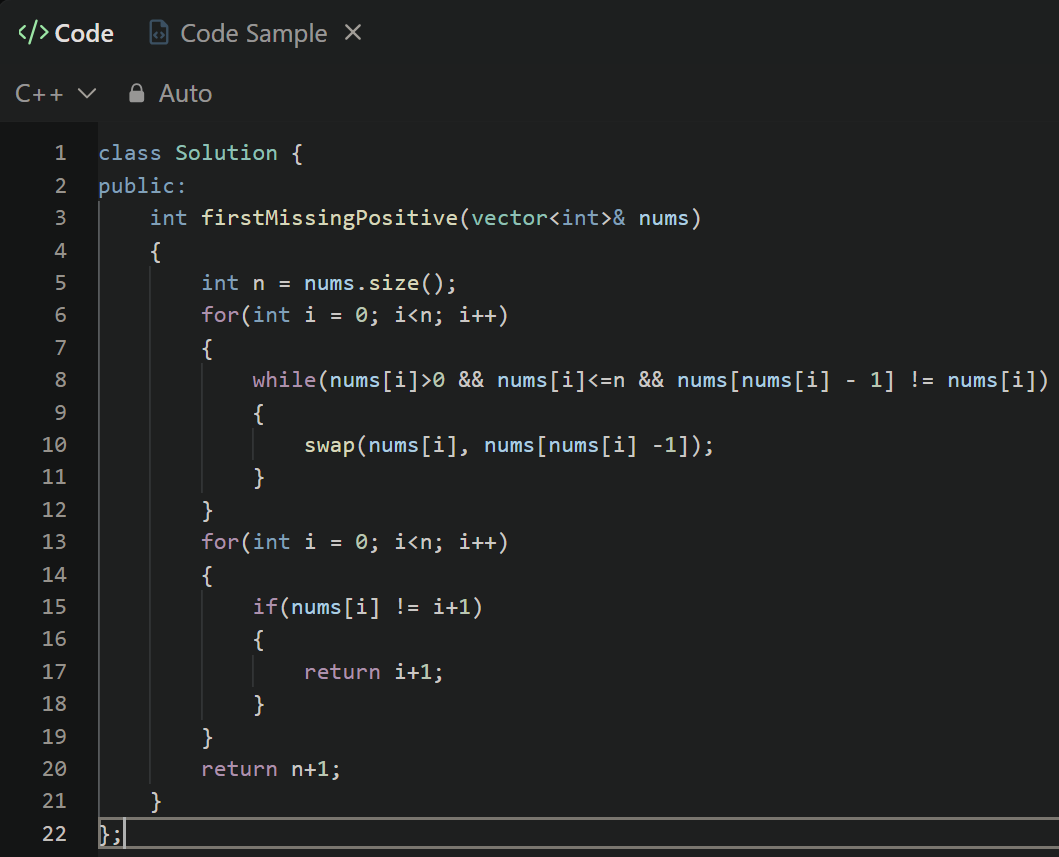 </> Code Code Sample ×
C++ Auto
1 class Solution {
2 public:
3     int firstMissingPositive(vector<int>& nums)
4     {
5         int n = nums.size();
6         for(int i = 0; i<n; i++)
7         {
8             while(nums[i]>0 && nums[i]<=n && nums[nums[i] - 1] != nums[i])
9             {
10                 swap(nums[i], nums[nums[i] -1]);
11             }
12         }
13         for(int i = 0; i<n; i++)
14         {
15             if(nums[i] != i+1)
16             {
17                 return i+1;
18             }
19         }
20         return n+1;
21     }
22 };